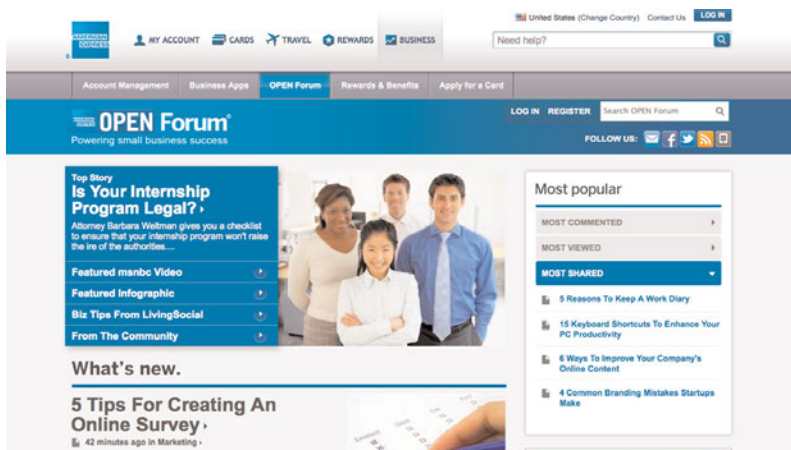 United States (Change Country) Contact Us LOG IN
AMERICAN EXPRESS
MY ACCOUNT CARDS TRAVEL REWARDS BUSINESS
Need help?
Account Management Business Apps OPEN Forum Rewards & Benefits Apply for a Card
LOG IN REGISTER Search OPEN Forum
OPEN Forum®
Powering small business success
FOLLOW US:
Top Story
Is Your Internship
Program Legal? ›
Attorney Barbara Weltman gives you a checklist
to ensure that your internship program won't raise
the ire of the authorities....
Featured msnbc Video
Featured Infographic
Biz Tips From LivingSocial
From The Community
Most popular
MOST COMMENTED
MOST VIEWED
MOST SHARED
5 Reasons To Keep A Work Diary
15 Keyboard Shortcuts To Enhance Your
PC Productivity
6 Ways To Improve Your Company's
Online Content
4 Common Branding Mistakes Startups
Make
What's new.
5 Tips For Creating An
Online Survey ›
42 minutes ago in Marketing ›